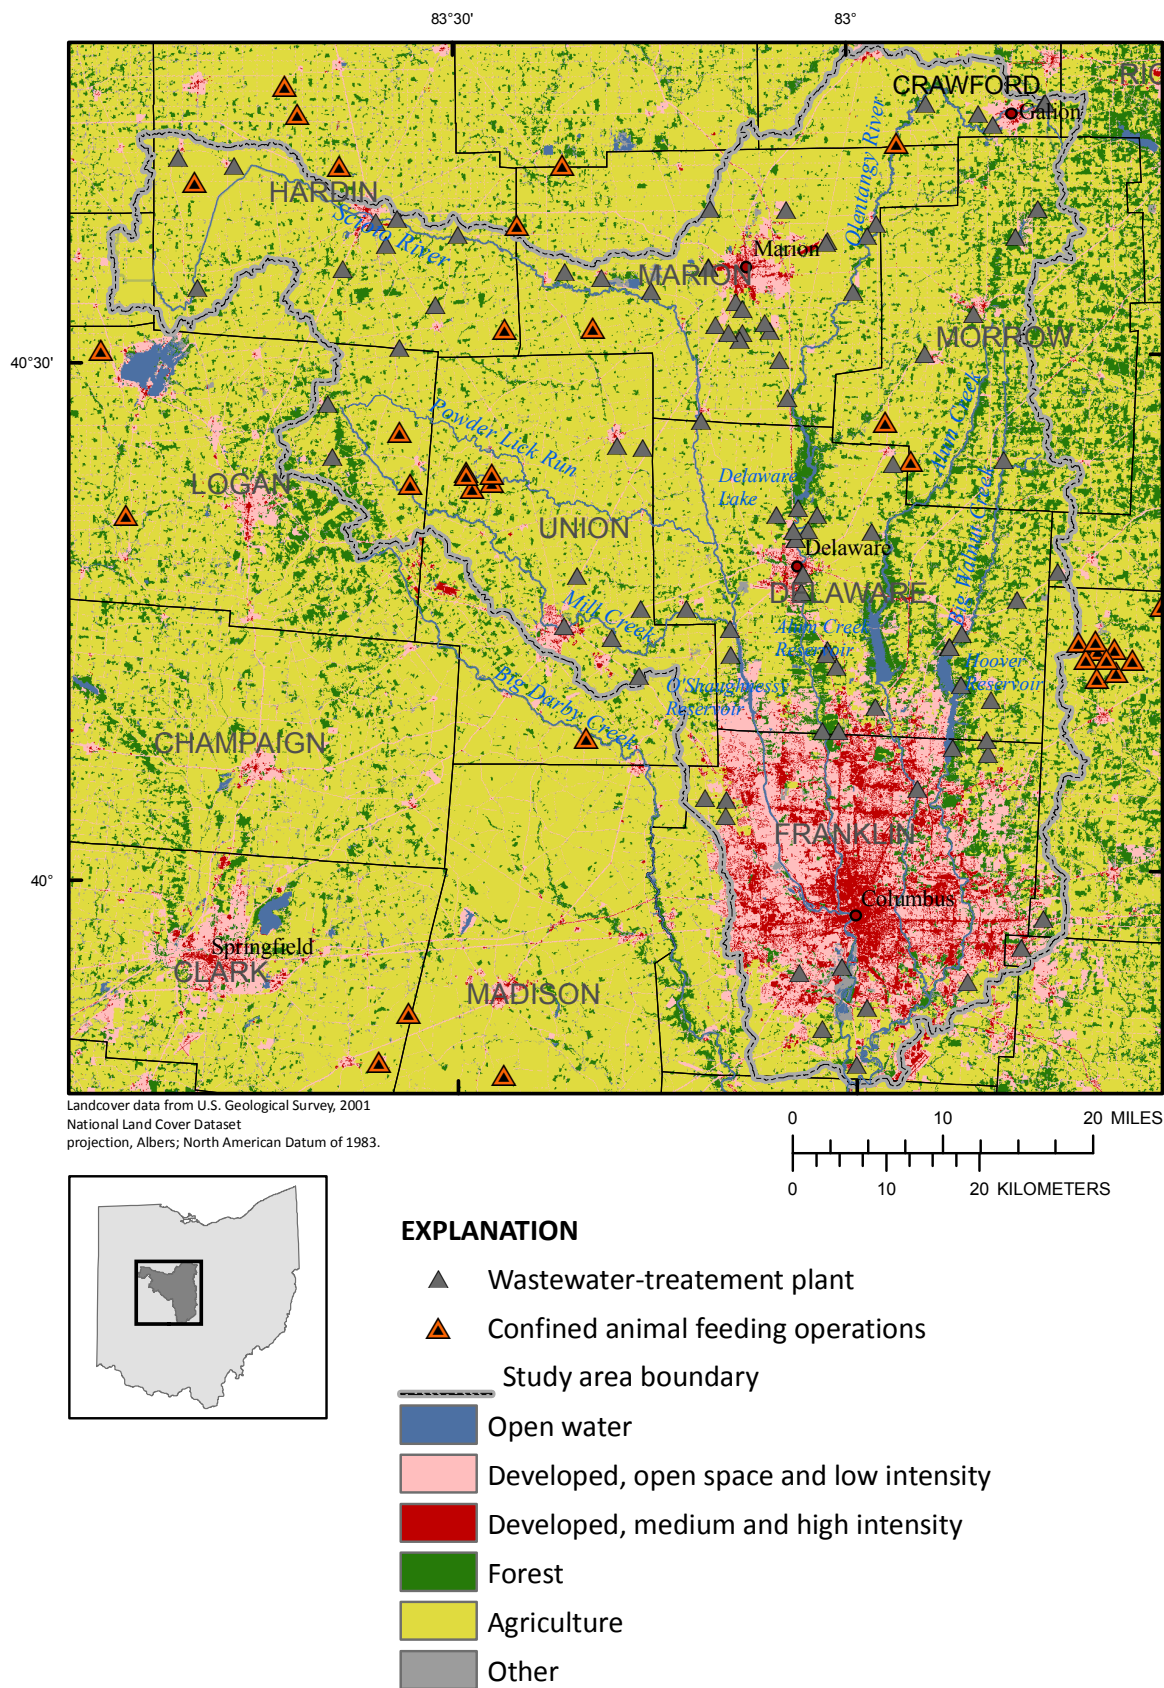 83°30'
83°
CRAWFORD
RIC
Galion
Olentangy River
HARDIN
Scioto River
Marion
MARION
MORROW
40°30'
Alum Creek
Powder Lick Run
Big Walnut Creek
LOGAN
Delaware
Lake
UNION
Delaware
DELAWARE
Mill Creek
Alum Creek
Reservoir
Hoover
Reservoir
Big Darby Creek
O'Shaughnessy
Reservoir
CHAMPAIGN
FRANKLIN
40°
Columbus
Springfield
CLARK
MADISON
Landcover data from U.S. Geological Survey, 2001
National Land Cover Dataset
projection, Albers; North American Datum of 1983.
0 10 20 MILES
0 10 20 KILOMETERS
EXPLANATION
Wastewater-treatement plant
Confined animal feeding operations
Study area boundary
Open water
Developed, open space and low intensity
Developed, medium and high intensity
Forest
Agriculture
Other